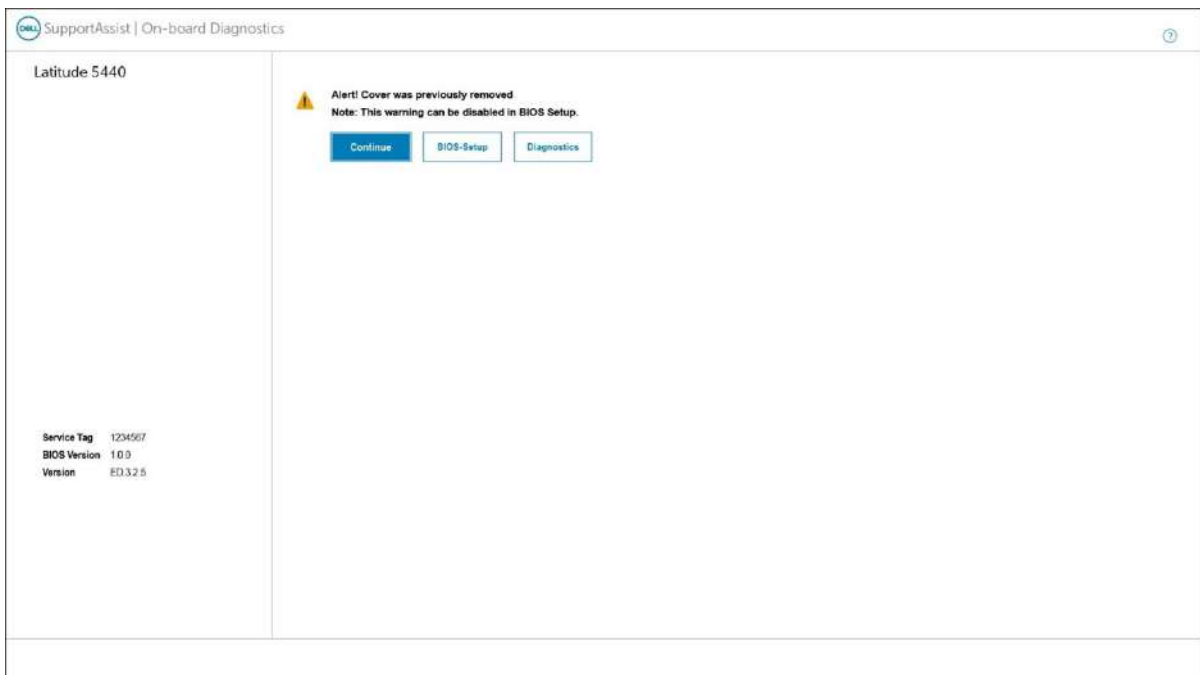 DELL SupportAssist | On-board Diagnostics
?
Latitude 5440
Alert! Cover was previously removed
Note: This warning can be disabled in BIOS Setup.
Continue BIOS-Setup Diagnostics
Service Tag 1234567
BIOS Version 1.0.0
Version ED.3.2.5